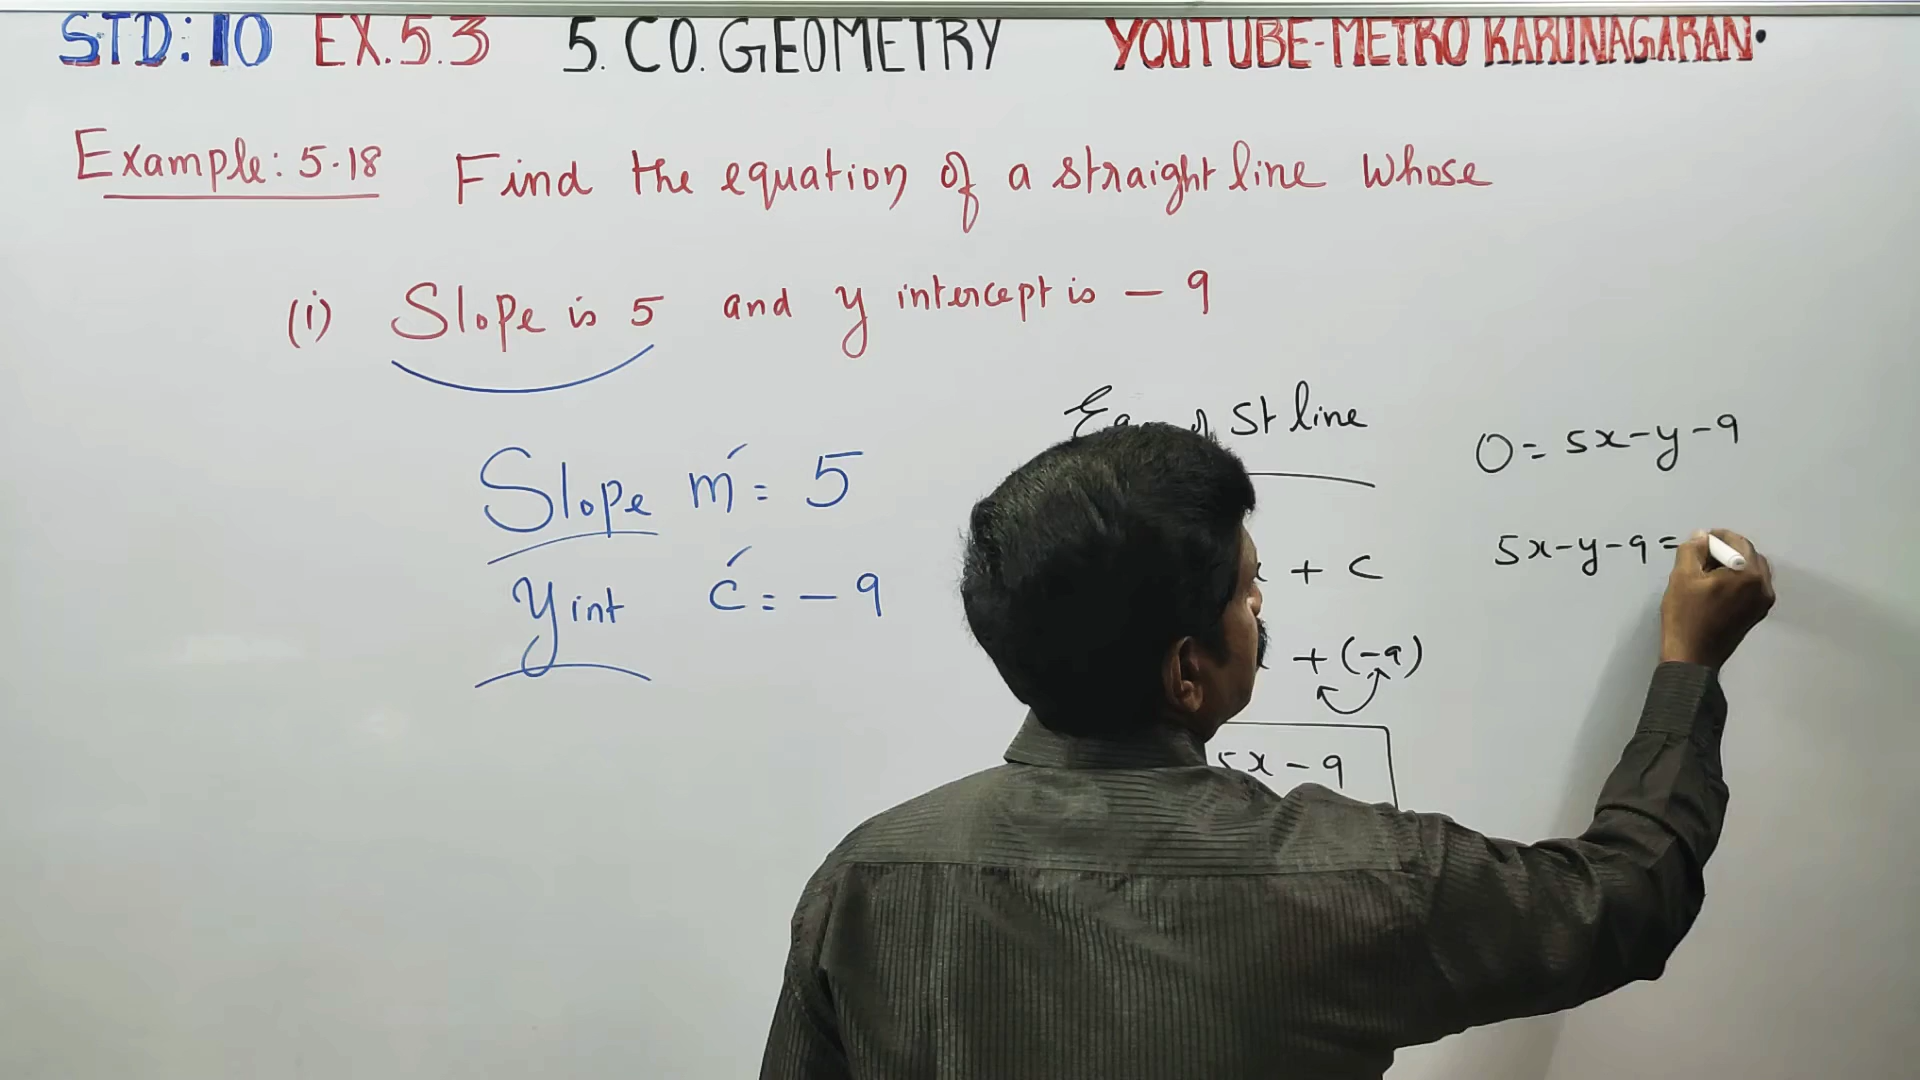 STD: 10 EX.5.3 5. CO. GEOMETRY YOUTUBE-METRO KARUNAGARAN.
Example: 5.18 Find the equation of a straight line whose
(i) Slope is 5 and y intercept is - 9
Slope m = 5
y int c = - 9
St line
+ c
+ (-9)
5x - 9
0 = 5x - y - 9
5x - y - 9 =